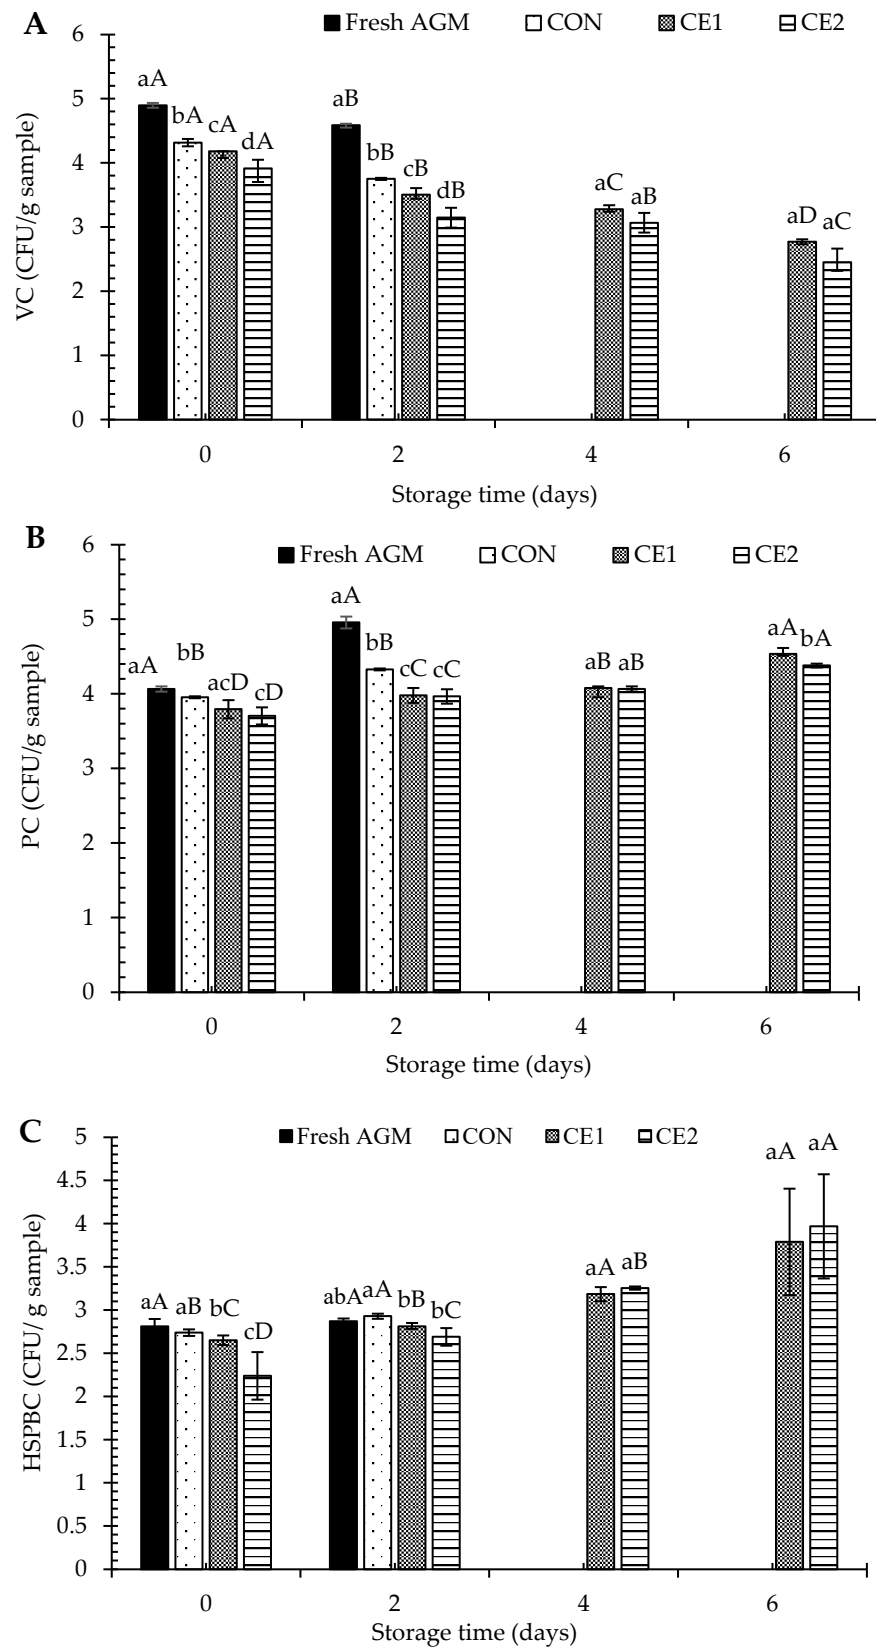 A
Fresh AGM CON CE1 CE2
6
5
4
3
2
1
0
VC (CFU/g sample)
aA bA cA dA aB bB cB dB aC aB aD aC
0 2 4 6
Storage time (days)
B
Fresh AGM CON CE1 CE2
6
5
4
3
2
1
0
PC (CFU/g sample)
aA bB acD cD aA bB cC cC aB aB aA bA
0 2 4 6
Storage time (days)
C
Fresh AGM CON CE1 CE2
5
4.5
4
3.5
3
2.5
2
1.5
1
0.5
0
HSPBC (CFU/ g sample)
aA aB bC cD abA aA bB bC aA aB aA aA
0 2 4 6
Storage time (days)